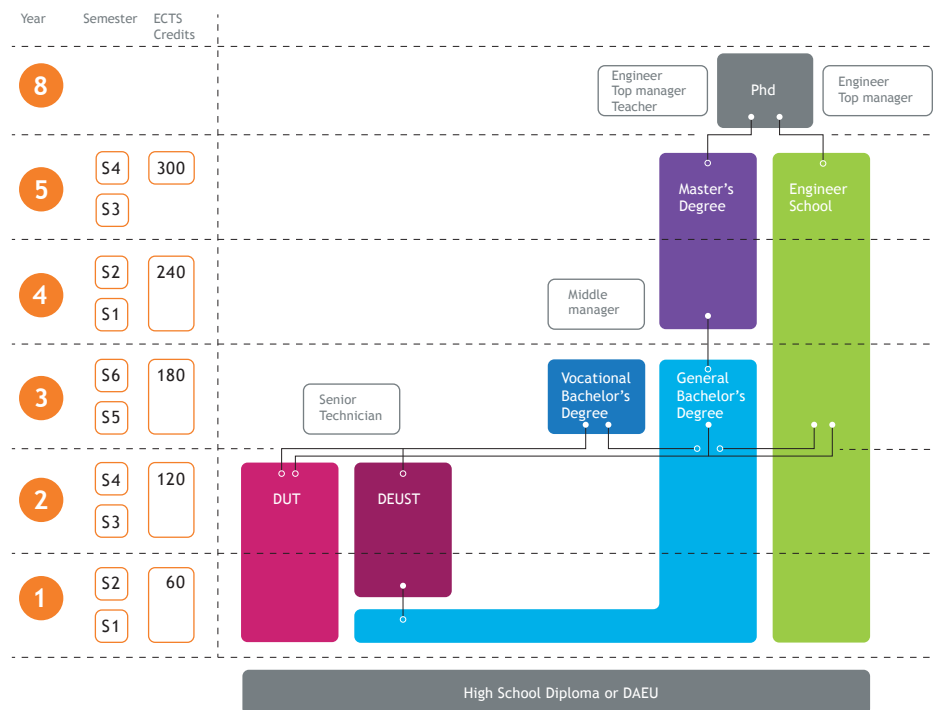 Year
Semester
ECTS
Credits
8
Engineer
Top manager
Teacher
Phd
Engineer
Top manager
5
S4
300
S3
Master's
Degree
Engineer
School
4
S2
240
S1
Middle
manager
3
S6
180
S5
Senior
Technician
Vocational
Bachelor's
Degree
General
Bachelor's
Degree
2
S4
120
S3
DUT
DEUST
1
S2
60
S1
High School Diploma or DAEU